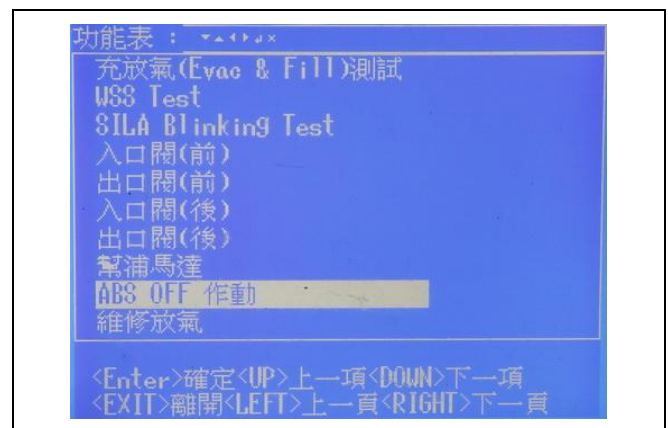 功能表 : ▼▲◄►↲×
充放氣(Evac & Fill)測試
WSS Test
SILA Blinking Test
入口閥(前)
出口閥(前)
入口閥(後)
出口閥(後)
幫浦馬達
ABS OFF 作動
維修放氣
<Enter>確定<UP>上一項<DOWN>下一項
<EXIT>離開<LEFT>上一頁<RIGHT>下一頁